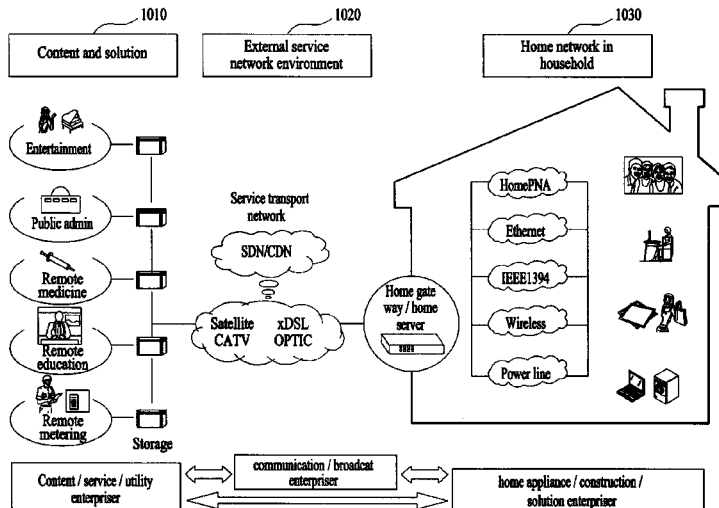 1010
1020
1030
Content and solution
External service
network environment
Home network in
household
Entertainment
Public admin
Remote
medicine
Remote
education
Remote
metering
Storage
Service transport
network
SDN/CDN
Satellite xDSL
CATV OPTIC
Home gate
way / home
server
HomePNA
Ethernet
IEEE1394
Wireless
Power line
Content / service / utility
enterpriser
communication / broadcat
enterpriser
home appliance / construction /
solution enterpriser